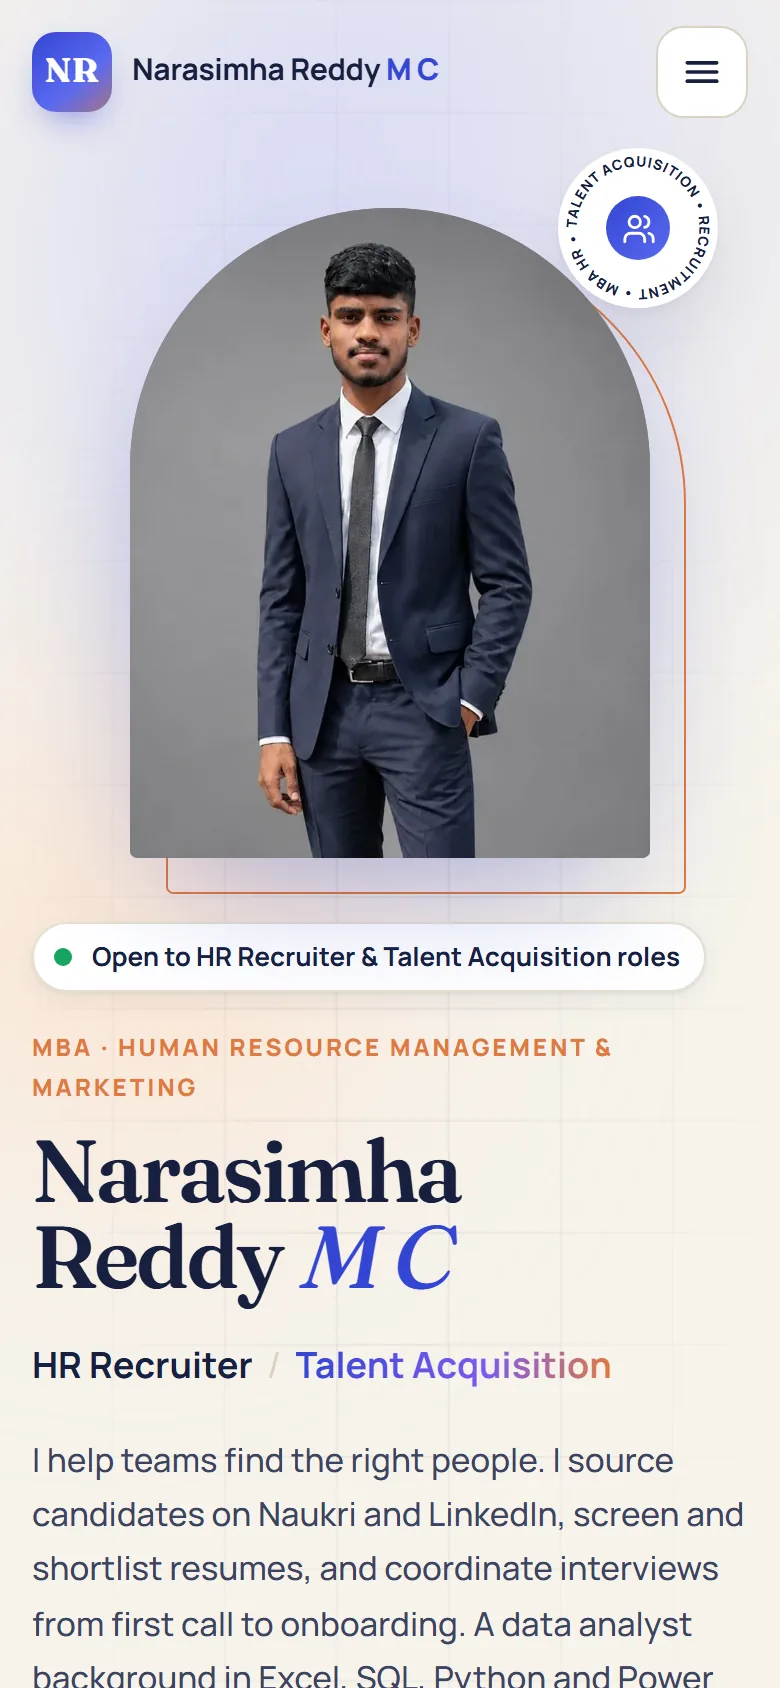 NR
Narasimha Reddy M C
TALENT ACQUISITION • RECRUITMENT • MBA HR •
Open to HR Recruiter & Talent Acquisition roles
MBA · HUMAN RESOURCE MANAGEMENT &
MARKETING
Narasimha
Reddy M C
HR Recruiter / Talent Acquisition
I help teams find the right people. I source
candidates on Naukri and LinkedIn, screen and
shortlist resumes, and coordinate interviews
from first call to onboarding. A data analyst
background in Excel, SQL, Python and Power